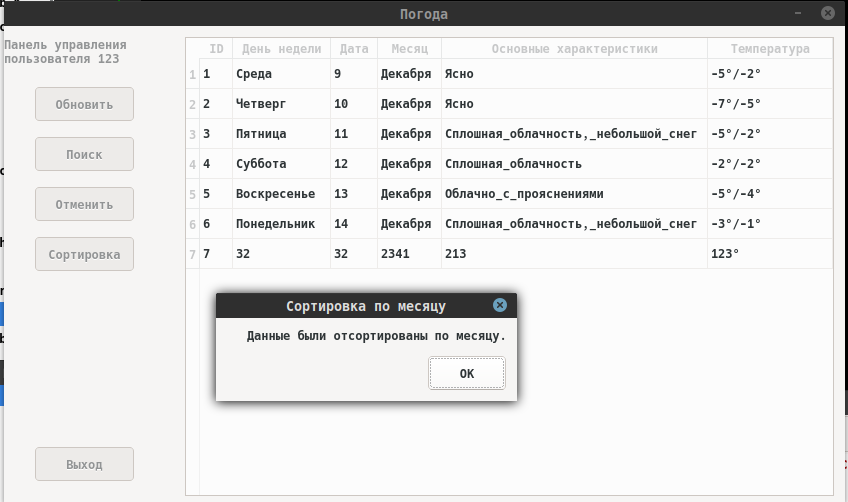 Погода
Панель управления
пользователя 123
Обновить
Поиск
Отменить
Сортировка
Выход
ID День недели Дата Месяц Основные характеристики Температура
1 1 Среда 9 Декабря Ясно -5°/-2°
2 2 Четверг 10 Декабря Ясно -7°/-5°
3 3 Пятница 11 Декабря Сплошная_облачность,_небольшой_снег -5°/-2°
4 4 Суббота 12 Декабря Сплошная_облачность -2°/-2°
5 5 Воскресенье 13 Декабря Облачно_с_прояснениями -5°/-4°
6 6 Понедельник 14 Декабря Сплошная_облачность,_небольшой_снег -3°/-1°
7 7 32 32 2341 213 123°
Сортировка по месяцу
Данные были отсортированы по месяцу.
OK